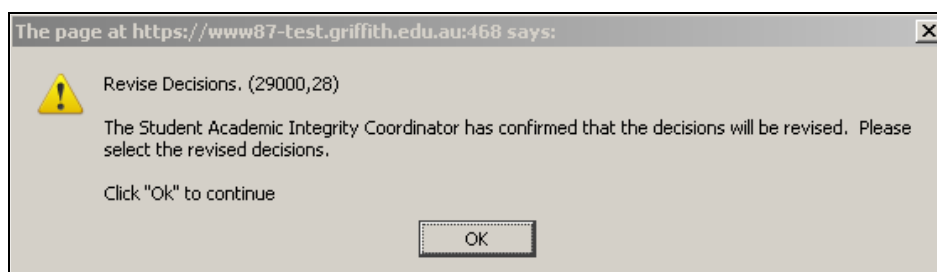 The page at https://www87-test.griffith.edu.au:468 says:
Revise Decisions. (29000,28)
The Student Academic Integrity Coordinator has confirmed that the decisions will be revised.  Please
select the revised decisions.
Click "Ok" to continue
OK